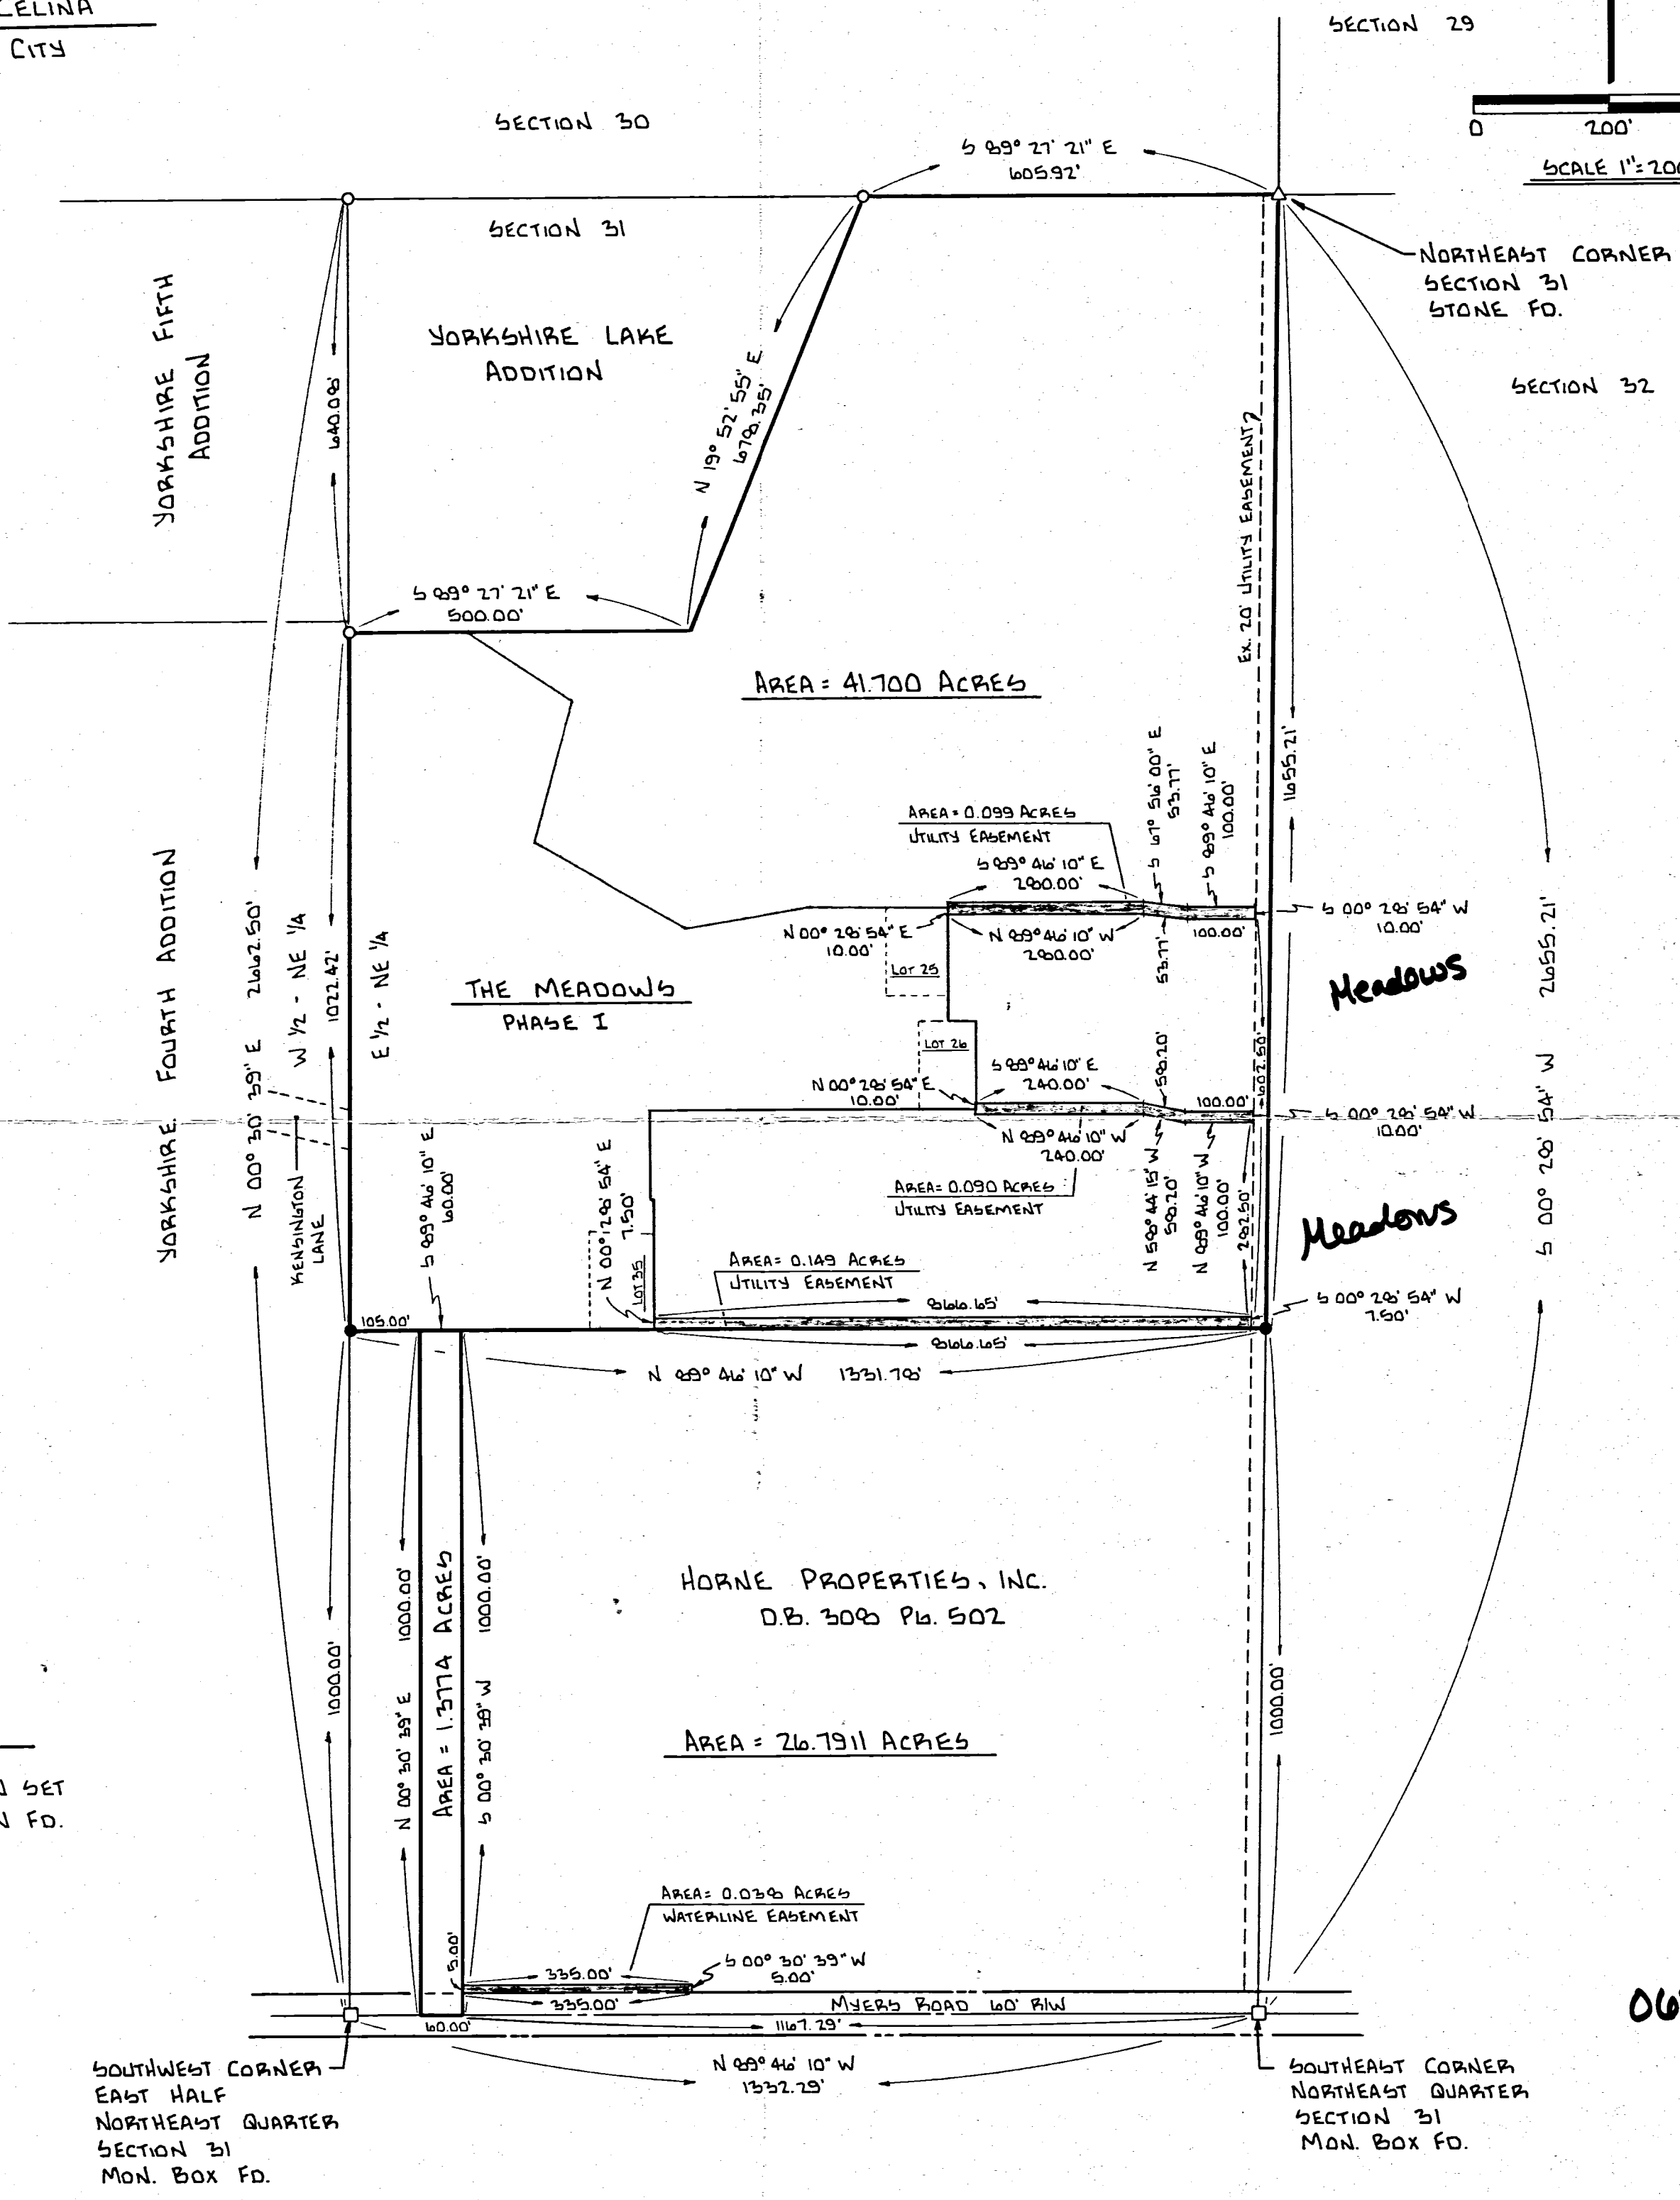 CELINA
CITY
SECTION 29
0 200'
SECTION 30
S 89° 27' 21" E
605.92'
SECTION 31
NORTHEAST CORNER
SECTION 31
STONE FD.
YORKSHIRE FIFTH
ADDITION
YORKSHIRE LAKE
ADDITION
640.08'
N 19° 52' 55" E
678.35'
SECTION 32
EX. 20' UTILITY EASEMENT
S 89° 27' 21" E
500.00'
AREA = 41.700 ACRES
1655.21'
S 67° 56' 00" E
53.77'
S 89° 46' 10" E
100.00'
AREA = 0.099 ACRES
UTILITY EASEMENT
S 89° 46' 10" E
280.00'
S 00° 28' 54" W
10.00'
N 00° 28' 54" E
10.00'
N 89° 46' 10" W
280.00'
53.77'
100.00'
LOT 25
YORKSHIRE FOURTH ADDITION
N 00° 30' 39" E 2662.50'
W 1/2 - NE 1/4
1022.42'
E 1/2 - NE 1/4
THE MEADOWS
PHASE I
Meadows
S 00° 28' 54" W 2655.21'
LOT 26
S 89° 46' 10" E
240.00'
58.20'
602.50'
N 00° 28' 54" E
10.00'
100.00'
S 00° 28' 54" W
10.00'
N 89° 46' 10" W
240.00'
KENSINGTON
LANE
S 89° 46' 10" E
60.00'
N 00° 28' 54" E
7.50'
AREA = 0.090 ACRES
UTILITY EASEMENT
N 58° 44' 15" W
58.20'
N 89° 46' 10" W
100.00'
282.50'
Meadows
LOT 35
AREA = 0.149 ACRES
UTILITY EASEMENT
866.65'
S 00° 28' 54" W
7.50'
105.00'
866.65'
N 89° 46' 10" W 1331.78'
HORNE PROPERTIES, INC.
D.B. 308 PG. 502
1000.00'
N 00° 30' 39" E 1000.00'
AREA = 1.3774 ACRES
S 00° 30' 39" W 1000.00'
1000.00'
AREA = 26.7911 ACRES
SET
FD.
AREA = 0.038 ACRES
WATERLINE EASEMENT
5.00'
335.00'
S 00° 30' 39" W
5.00'
335.00'
MYERS ROAD 60' R/W
60.00'
1167.29'
N 89° 46' 10" W
1332.29'
SOUTHWEST CORNER
EAST HALF
NORTHEAST QUARTER
SECTION 31
MON. BOX FD.
SOUTHEAST CORNER
NORTHEAST QUARTER
SECTION 31
MON. BOX FD.